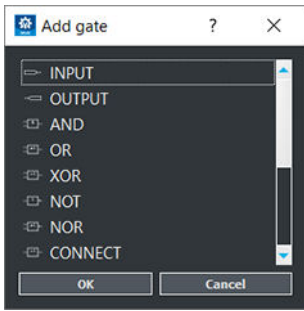 Add gate
INPUT
OUTPUT
AND
OR
XOR
NOT
NOR
CONNECT
OK Cancel